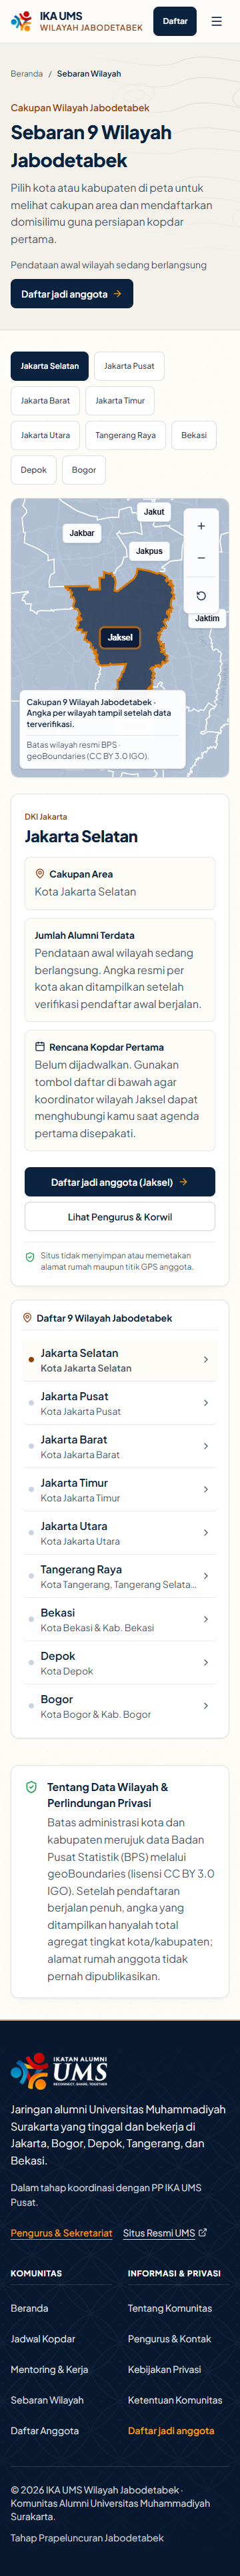 IKA UMS
WILAYAH JABODETABEK
Daftar
Beranda / Sebaran Wilayah
Cakupan Wilayah Jabodetabek
Sebaran 9 Wilayah
Jabodetabek
Pilih kota atau kabupaten di peta untuk
melihat cakupan area dan mendaftarkan
domisilimu guna persiapan kopdar
pertama.
Pendataan awal wilayah sedang berlangsung
Daftar jadi anggota
Jakarta Selatan
Jakarta Pusat
Jakarta Barat
Jakarta Timur
Jakarta Utara
Tangerang Raya
Bekasi
Depok
Bogor
Jakut
Jakbar
Jakpus
Jaktim
Jaksel
Cakupan 9 Wilayah Jabodetabek ·
Angka per wilayah tampil setelah data
terverifikasi.
Batas wilayah resmi BPS ·
geoBoundaries (CC BY 3.0 IGO).
DKI Jakarta
Jakarta Selatan
Cakupan Area
Kota Jakarta Selatan
Jumlah Alumni Terdata
Pendataan awal wilayah sedang
berlangsung. Angka resmi per
kota akan ditampilkan setelah
verifikasi pendaftar awal berjalan.
Rencana Kopdar Pertama
Belum dijadwalkan. Gunakan
tombol daftar di bawah agar
koordinator wilayah Jaksel dapat
menghubungi kamu saat agenda
pertama disepakati.
Daftar jadi anggota (Jaksel)
Lihat Pengurus & Korwil
Situs tidak menyimpan atau memetakan
alamat rumah maupun titik GPS anggota.
Daftar 9 Wilayah Jabodetabek
Jakarta Selatan
Kota Jakarta Selatan
Jakarta Pusat
Kota Jakarta Pusat
Jakarta Barat
Kota Jakarta Barat
Jakarta Timur
Kota Jakarta Timur
Jakarta Utara
Kota Jakarta Utara
Tangerang Raya
Kota Tangerang, Tangerang Selata...
Bekasi
Kota Bekasi & Kab. Bekasi
Depok
Kota Depok
Bogor
Kota Bogor & Kab. Bogor
Tentang Data Wilayah &
Perlindungan Privasi
Batas administrasi kota dan
kabupaten merujuk data Badan
Pusat Statistik (BPS) melalui
geoBoundaries (lisensi CC BY 3.0
IGO). Setelah pendaftaran
berjalan penuh, angka yang
ditampilkan hanyalah total
agregat tingkat kota/kabupaten;
alamat rumah anggota tidak
pernah dipublikasikan.
IKATAN ALUMNI
UMS
RECONNECT. BAKTI. TOGETHER
Jaringan alumni Universitas Muhammadiyah
Surakarta yang tinggal dan bekerja di
Jakarta, Bogor, Depok, Tangerang, dan
Bekasi.
Dalam tahap koordinasi dengan PP IKA UMS
Pusat.
Pengurus & Sekretariat
Situs Resmi UMS
KOMUNITAS
Beranda
Jadwal Kopdar
Mentoring & Kerja
Sebaran Wilayah
Daftar Anggota
INFORMASI & PRIVASI
Tentang Komunitas
Pengurus & Kontak
Kebijakan Privasi
Ketentuan Komunitas
Daftar jadi anggota
© 2026 IKA UMS Wilayah Jabodetabek ·
Komunitas Alumni Universitas Muhammadiyah
Surakarta.
Tahap Prapeluncuran Jabodetabek